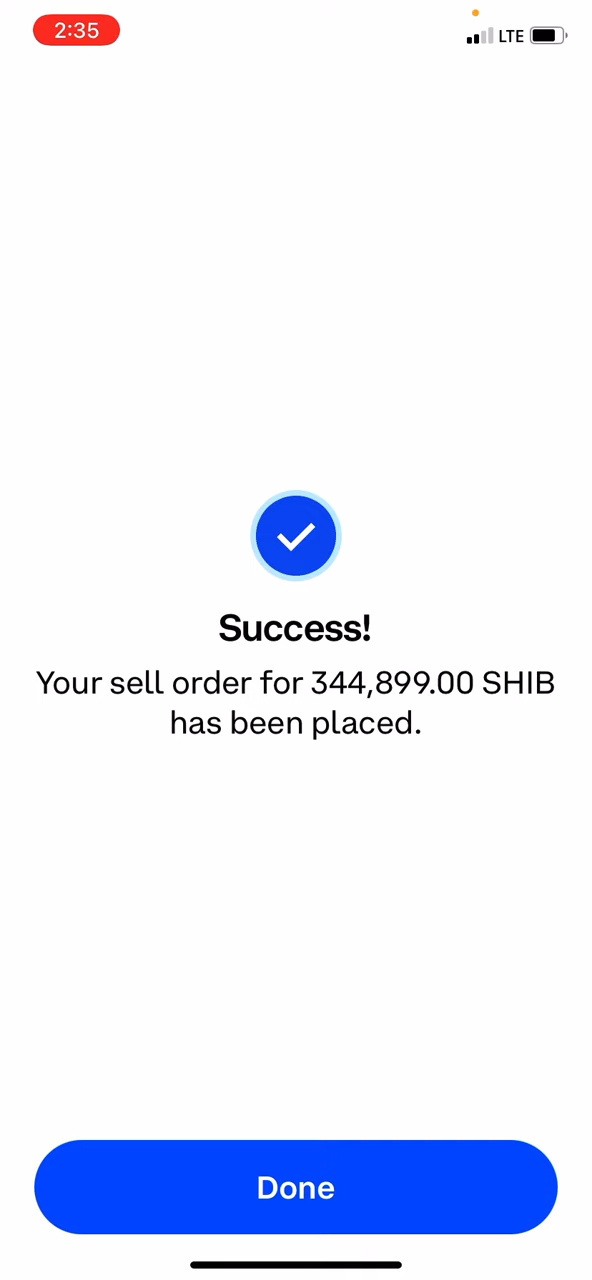 2:35
LTE
Success!
Your sell order for 344,899.00 SHIB
has been placed.
Done